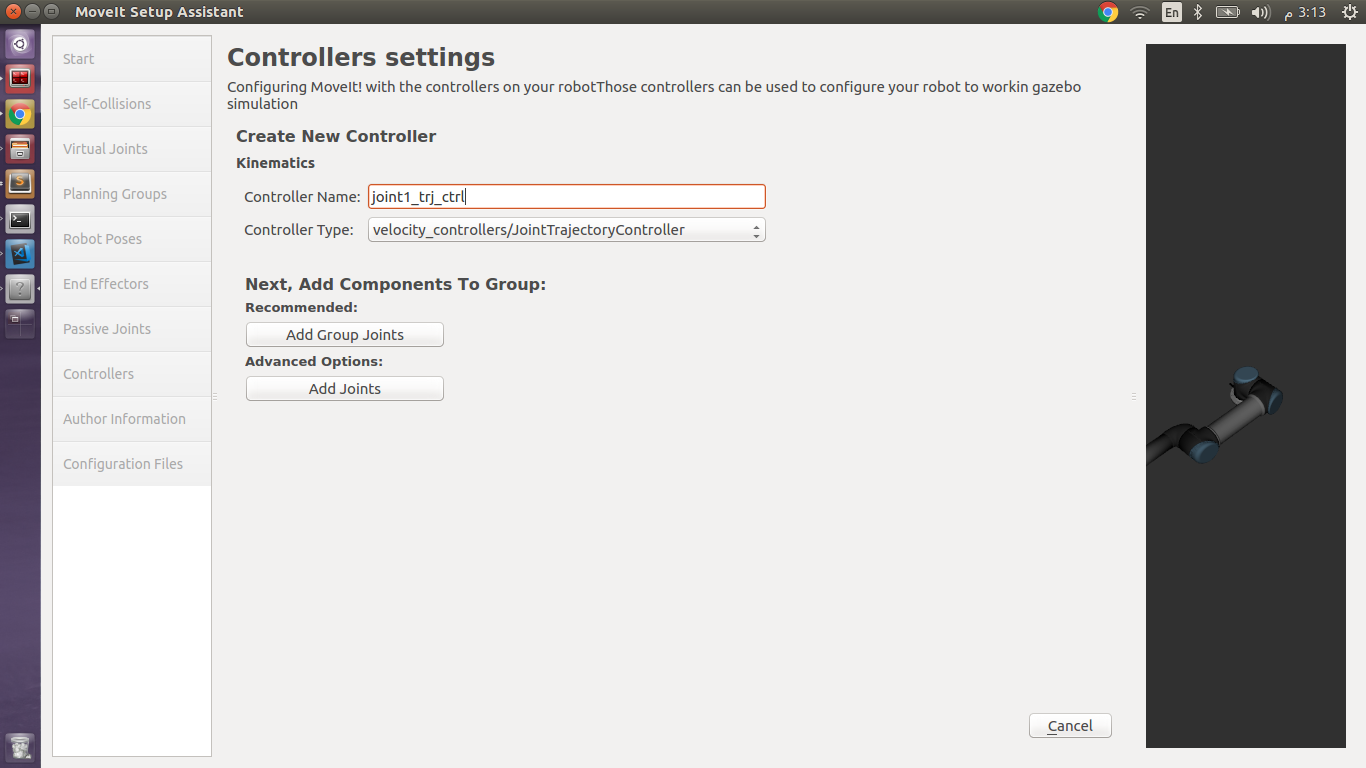 MoveIt Setup Assistant
En
م 3:13
Start
Self-Collisions
Virtual Joints
Planning Groups
Robot Poses
End Effectors
Passive Joints
Controllers
Author Information
Configuration Files
Controllers settings
Configuring MoveIt! with the controllers on your robotThose controllers can be used to configure your robot to workin gazebo
simulation
Create New Controller
Kinematics
Controller Name: joint1_trj_ctrl
Controller Type: velocity_controllers/JointTrajectoryController
Next, Add Components To Group:
Recommended:
Add Group Joints
Advanced Options:
Add Joints
Cancel